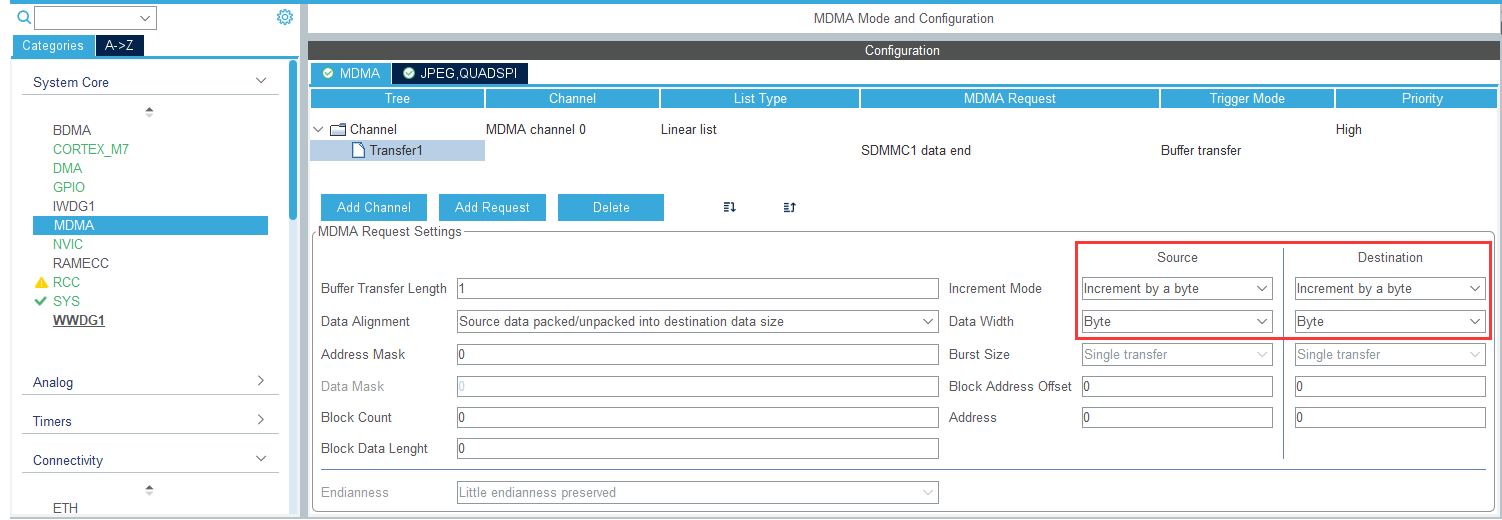 MDMA Mode and Configuration
Categories A->Z
Configuration
System Core
BDMA
CORTEX_M7
DMA
GPIO
IWDG1
MDMA
NVIC
RAMECC
RCC
SYS
WWDG1
Analog
Timers
Connectivity
ETH
MDMA JPEG,QUADSPI
Tree Channel List Type MDMA Request Trigger Mode Priority
Channel MDMA channel 0 Linear list High
Transfer1 SDMMC1 data end Buffer transfer
Add Channel Add Request Delete
MDMA Request Settings
Source Destination
Buffer Transfer Length 1 Increment Mode Increment by a byte Increment by a byte
Data Alignment Source data packed/unpacked into destination data size Data Width Byte Byte
Address Mask 0 Burst Size Single transfer Single transfer
Data Mask 0 Block Address Offset 0 0
Block Count 0 Address 0 0
Block Data Lenght 0
Endianness Little endianness preserved